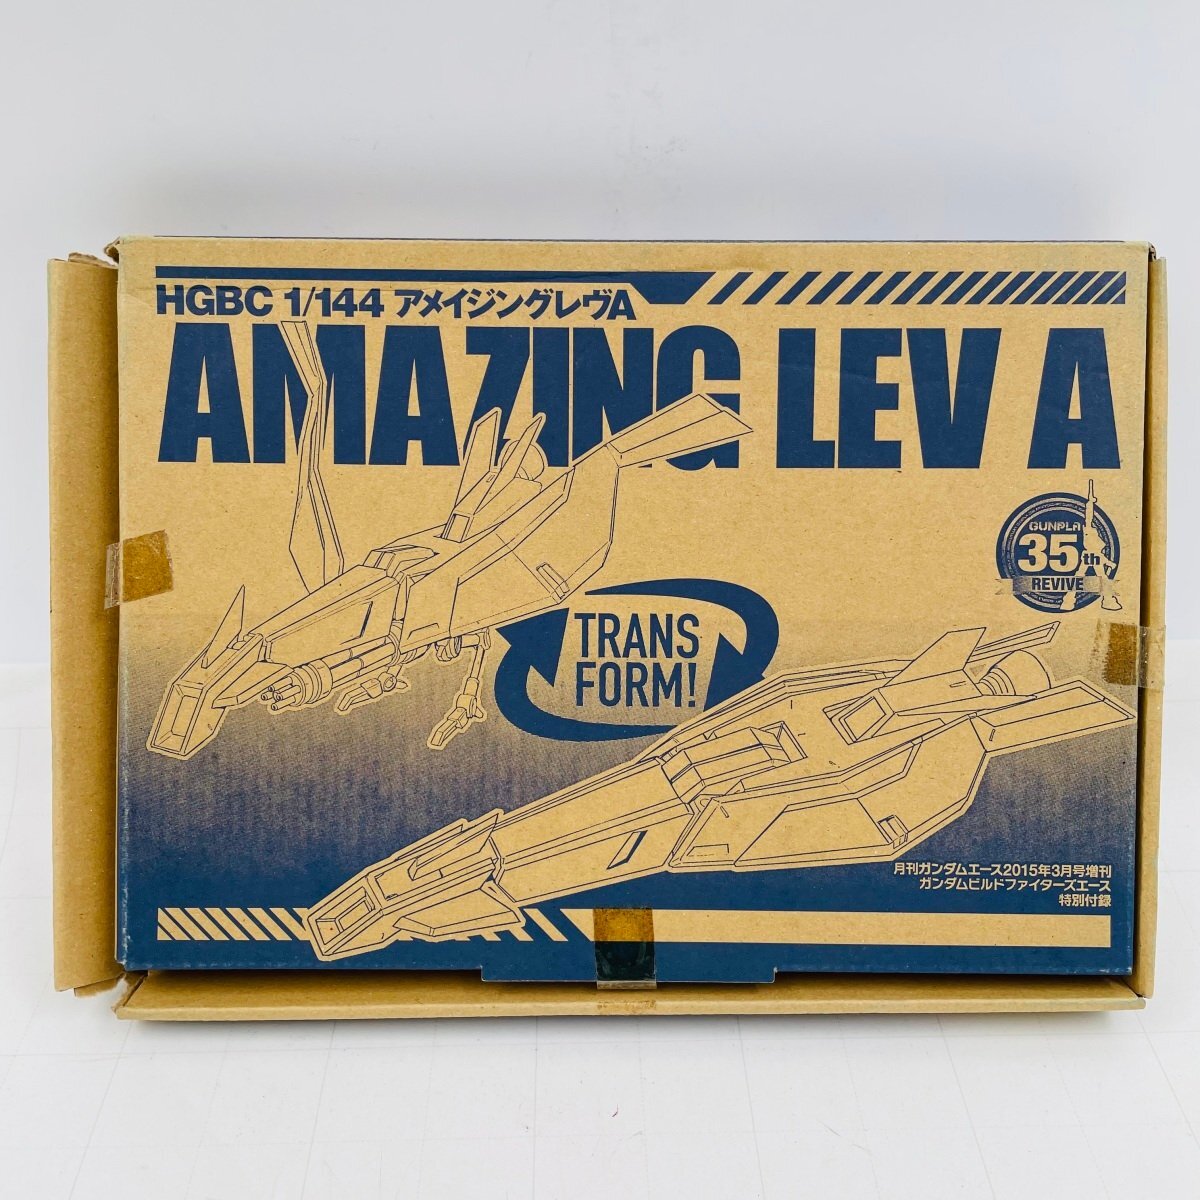 HGBC 1/144 アメイジングレヴA
AMAZING LEV A
GUNPLA
35th
REVIVE
TRANS
FORM!
月刊ガンダムエース2015年3月号増刊
ガンダムビルドファイターズエース
特別付録